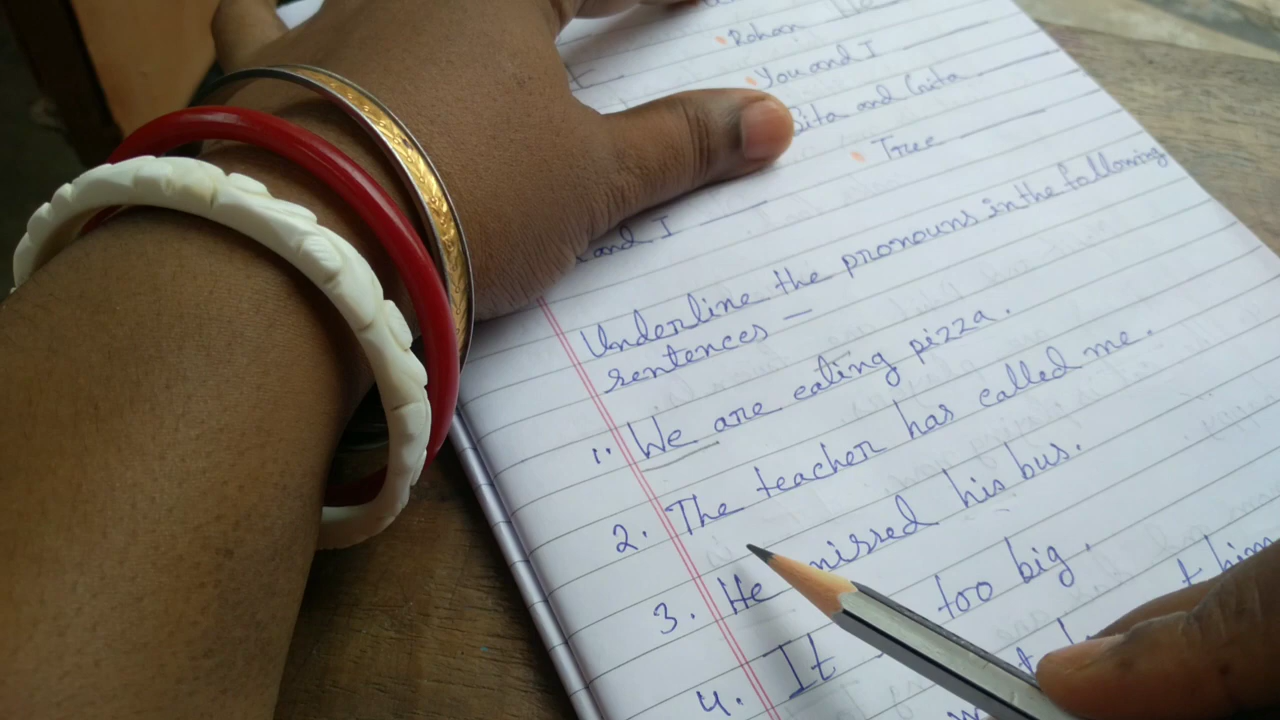 Rohan
You and I
Sita and Gita
True
and I
Underline the pronouns in the following
sentences —
1. We are eating pizza.
2. The teacher has called me.
3. He missed his bus.
4. It too big.